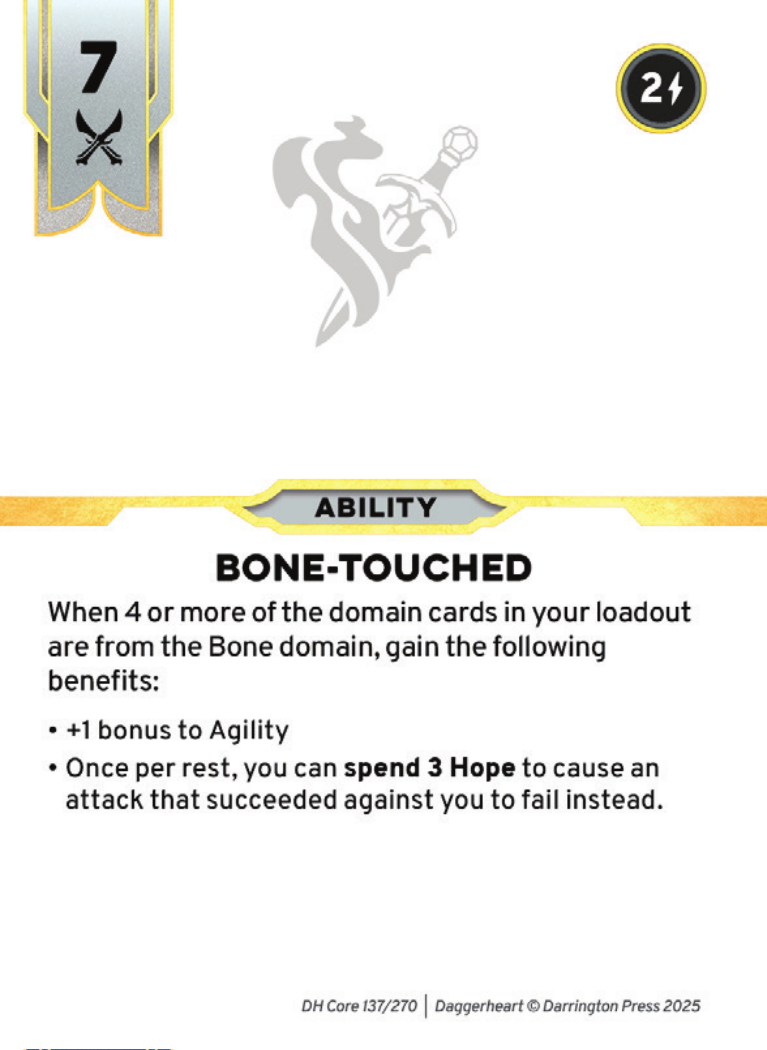 7
2
ABILITY
BONE-TOUCHED
When 4 or more of the domain cards in your loadout
are from the Bone domain, gain the following
benefits:
• +1 bonus to Agility
• Once per rest, you can spend 3 Hope to cause an
attack that succeeded against you to fail instead.
DH Core 137/270 | Daggerheart © Darrington Press 2025